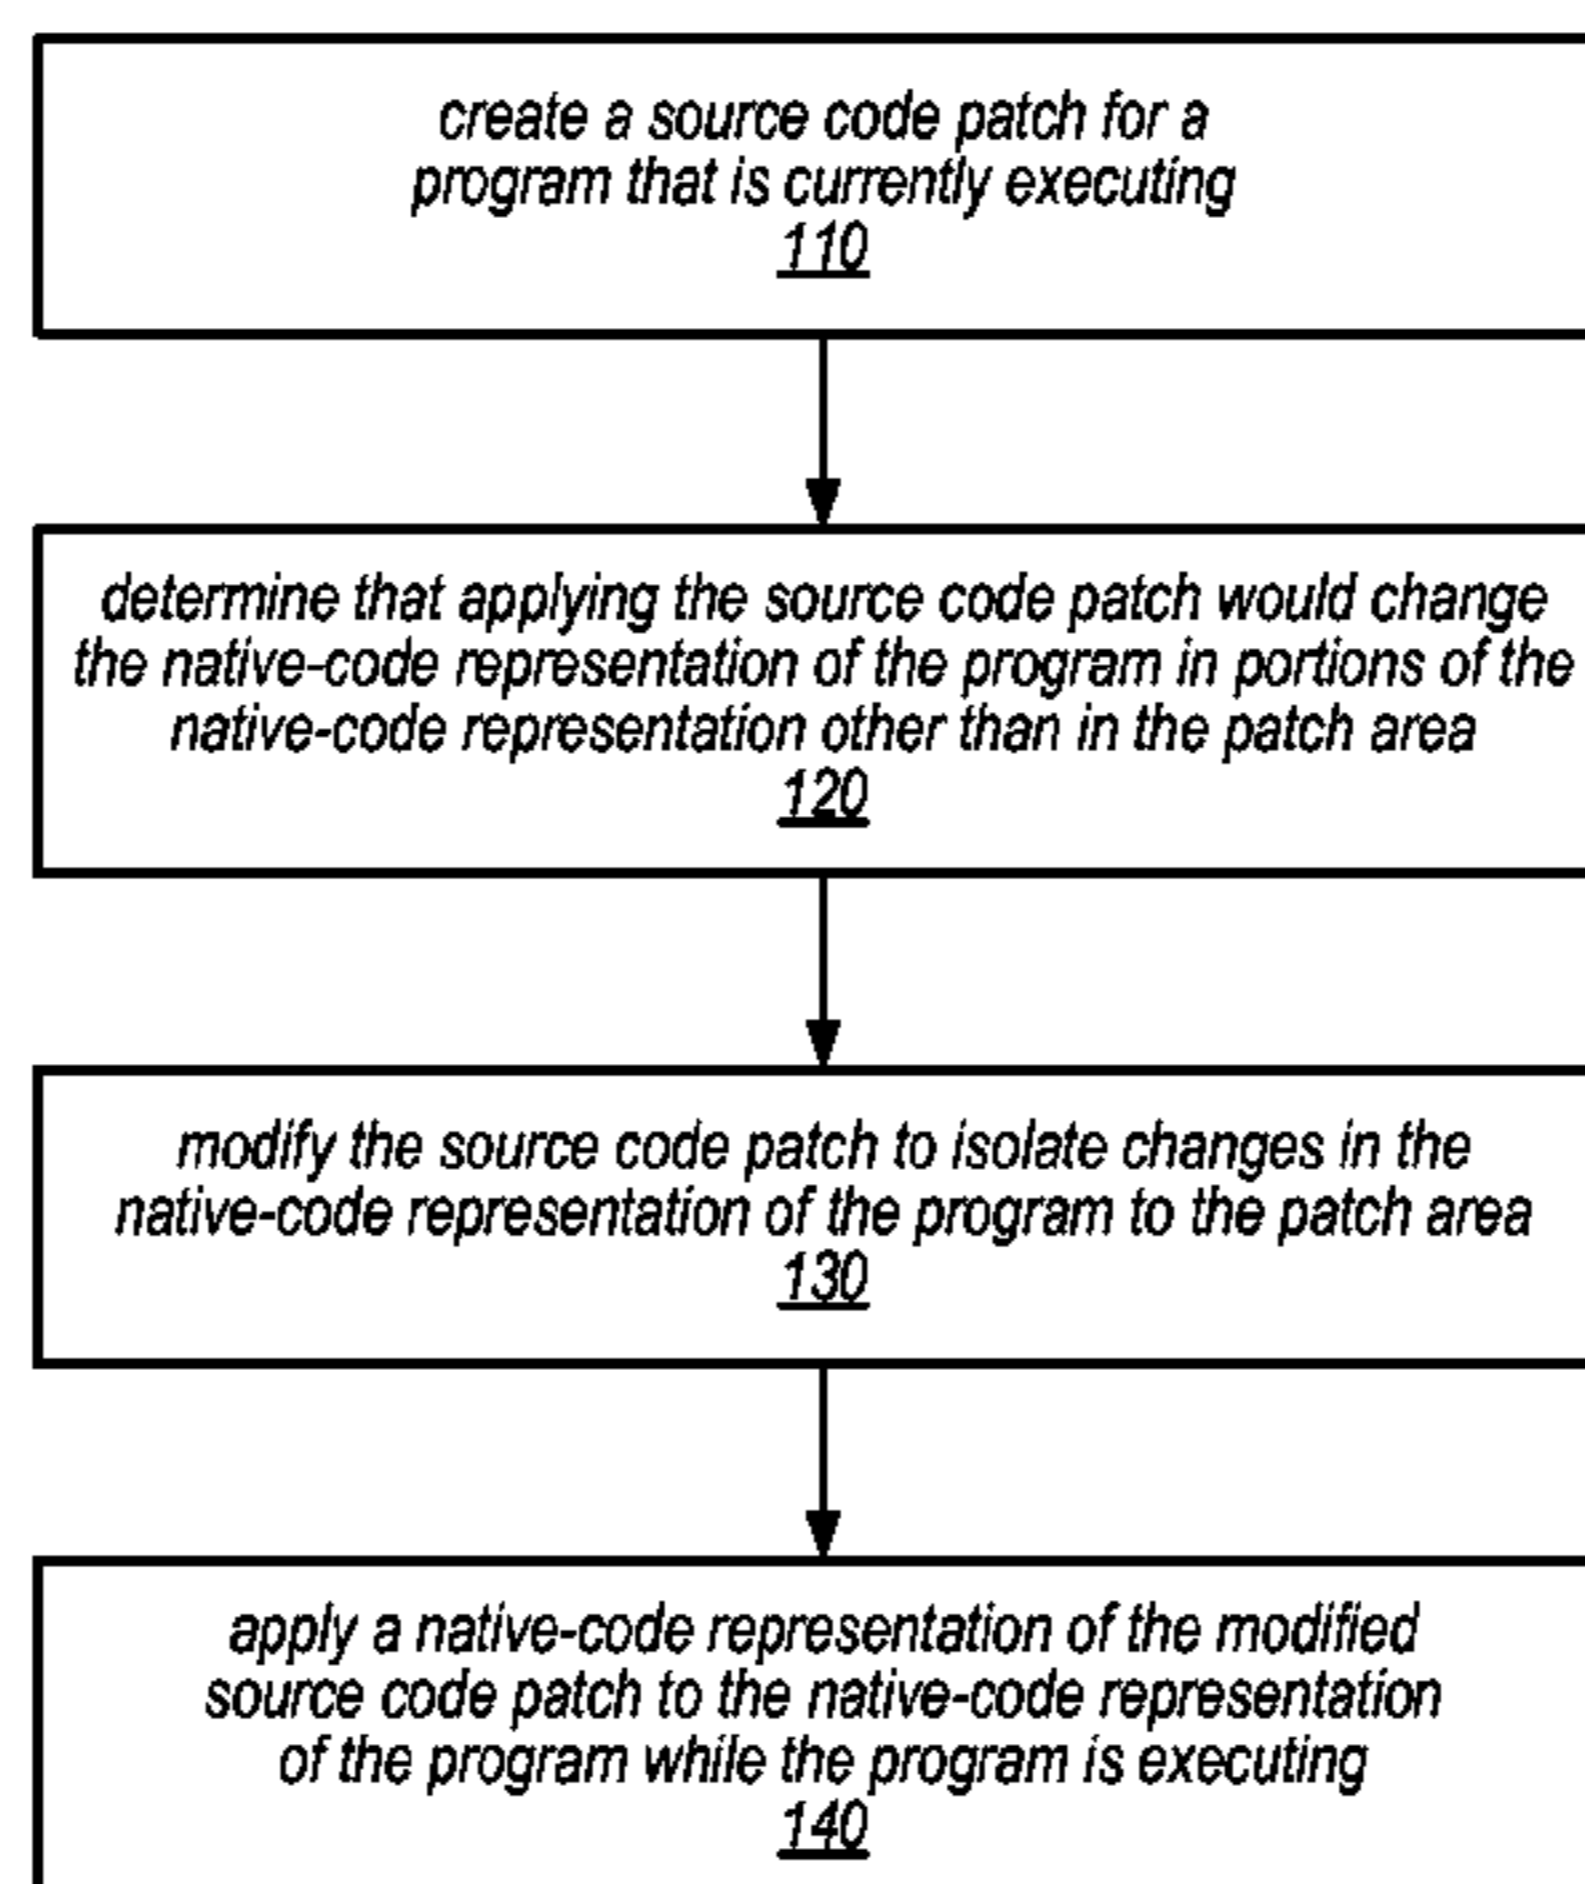 create a source code patch for a
program that is currently executing
110
determine that applying the source code patch would change
the native-code representation of the program in portions of the
native-code representation other than in the patch area
120
modify the source code patch to isolate changes in the
native-code representation of the program to the patch area
130
apply a native-code representation of the modified
source code patch to the native-code representation
of the program while the program is executing
140